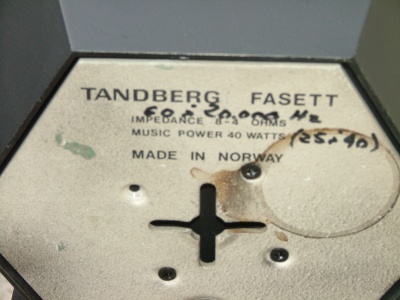 TANDBERG FASETT
60 : 20,000 Hz
IMPEDANCE 8-4 OHMS
MUSIC POWER 40 WATTS (25:40)
MADE IN NORWAY